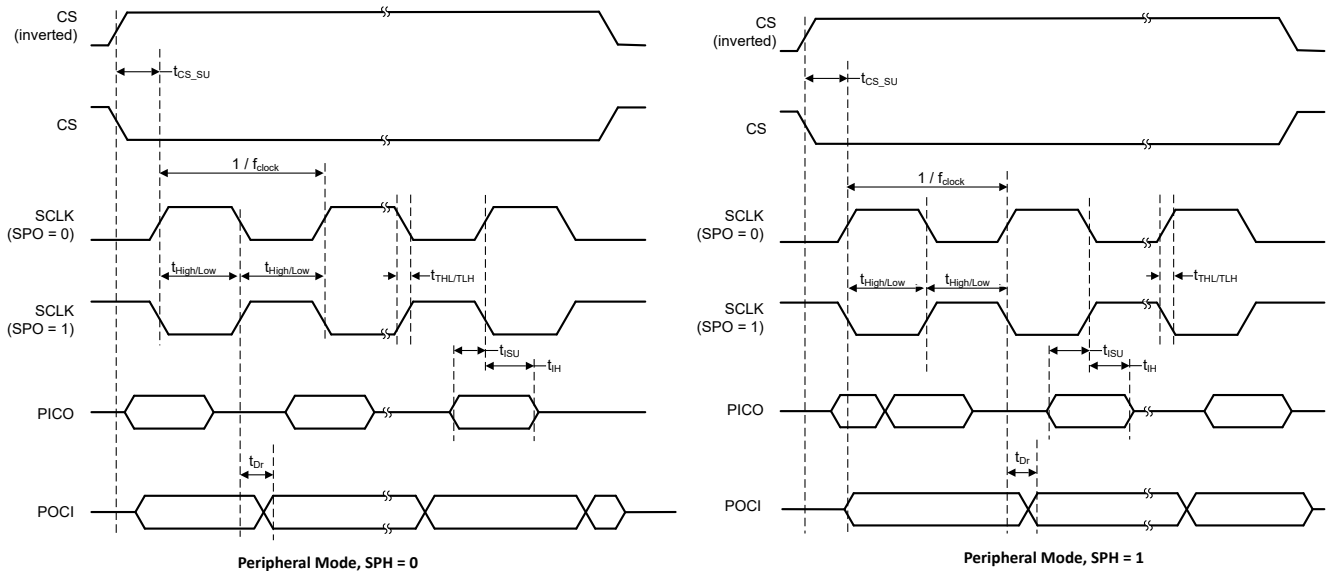 CS
(inverted)
tCS_SU
CS
1 / fclock
SCLK
(SPO = 0)
tHigh/Low
tHigh/Low
tTHL/TLH
SCLK
(SPO = 1)
tISU
tIH
PICO
tDr
POCI
Peripheral Mode, SPH = 0
CS
(inverted)
tCS_SU
CS
1 / fclock
SCLK
(SPO = 0)
tHigh/Low
tHigh/Low
tTHL/TLH
SCLK
(SPO = 1)
tISU
tIH
PICO
tDr
POCI
Peripheral Mode, SPH = 1